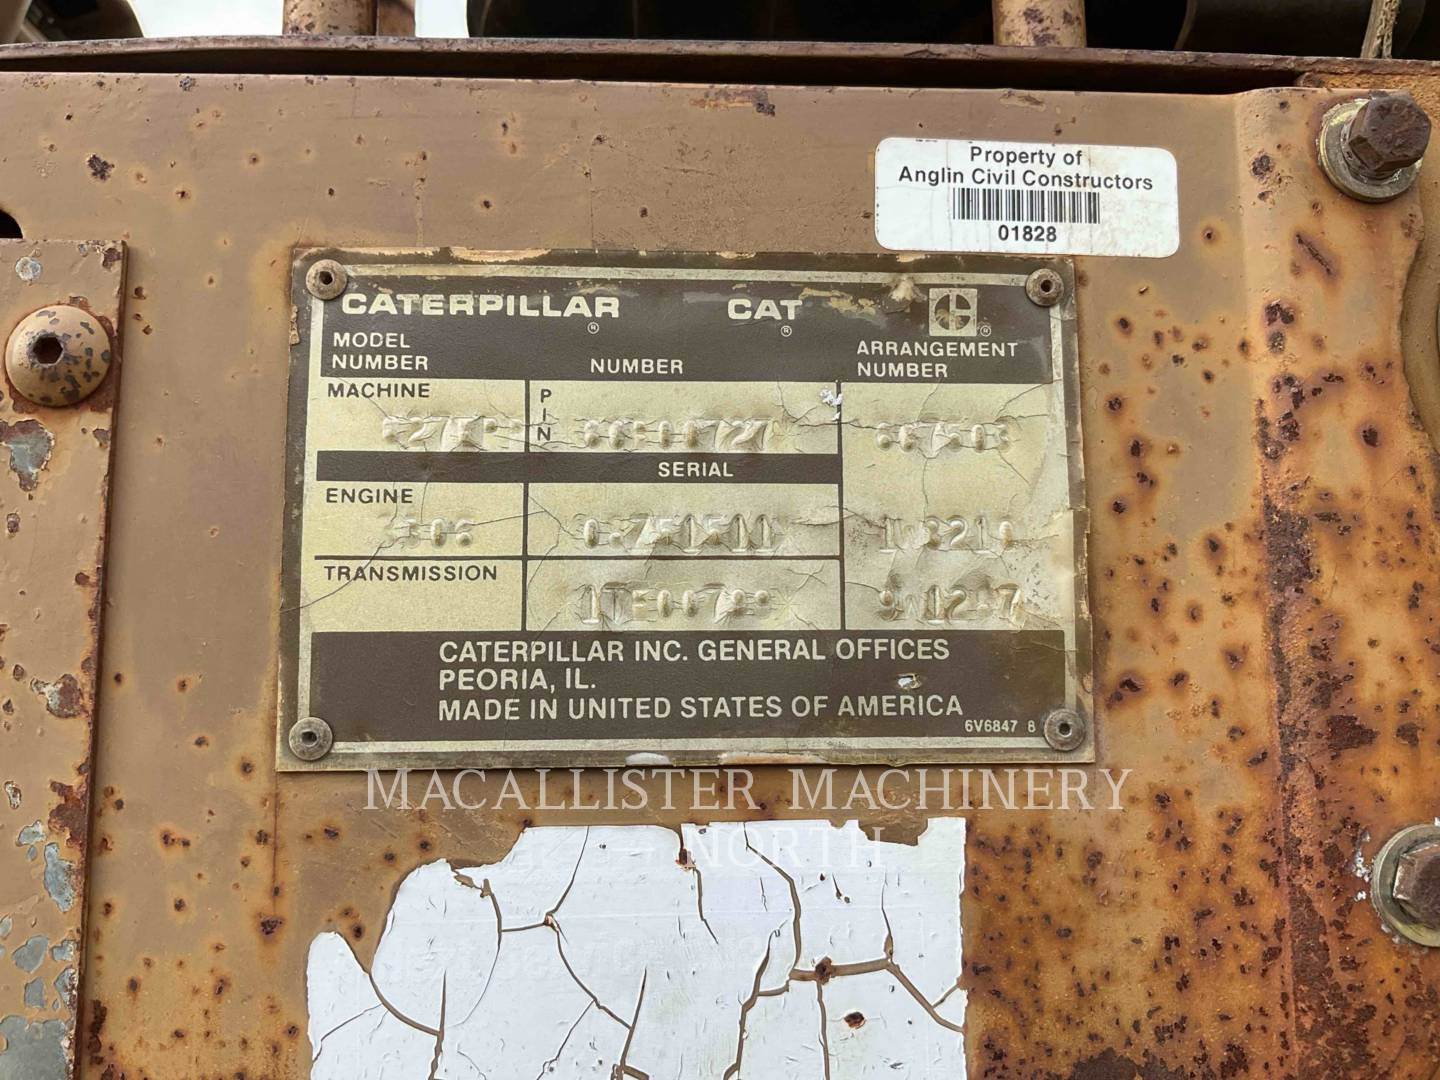 Property of
Anglin Civil Constructors
01828
CATERPILLAR ® CAT ® ®
MODEL NUMBER NUMBER ARRANGEMENT NUMBER
MACHINE PIN
SERIAL
ENGINE
TRANSMISSION
CATERPILLAR INC. GENERAL OFFICES
PEORIA, IL.
MADE IN UNITED STATES OF AMERICA
6V6847 8
MACALLISTER MACHINERY
NORTH